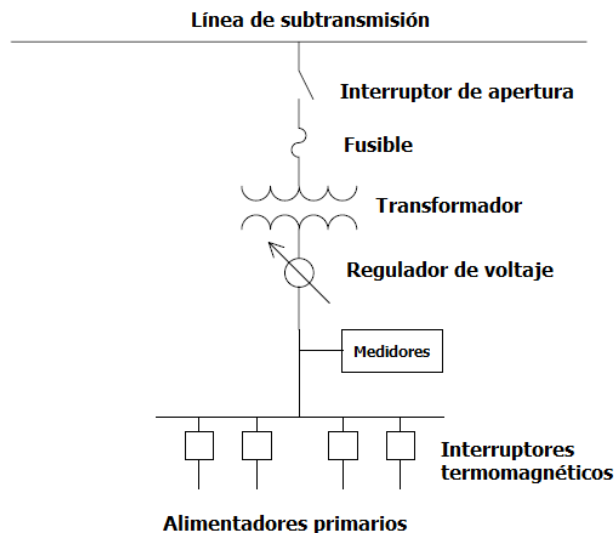 Línea de subtransmisión
Interruptor de apertura
Fusible
Transformador
Regulador de voltaje
Medidores
Interruptores
termomagnéticos
Alimentadores primarios